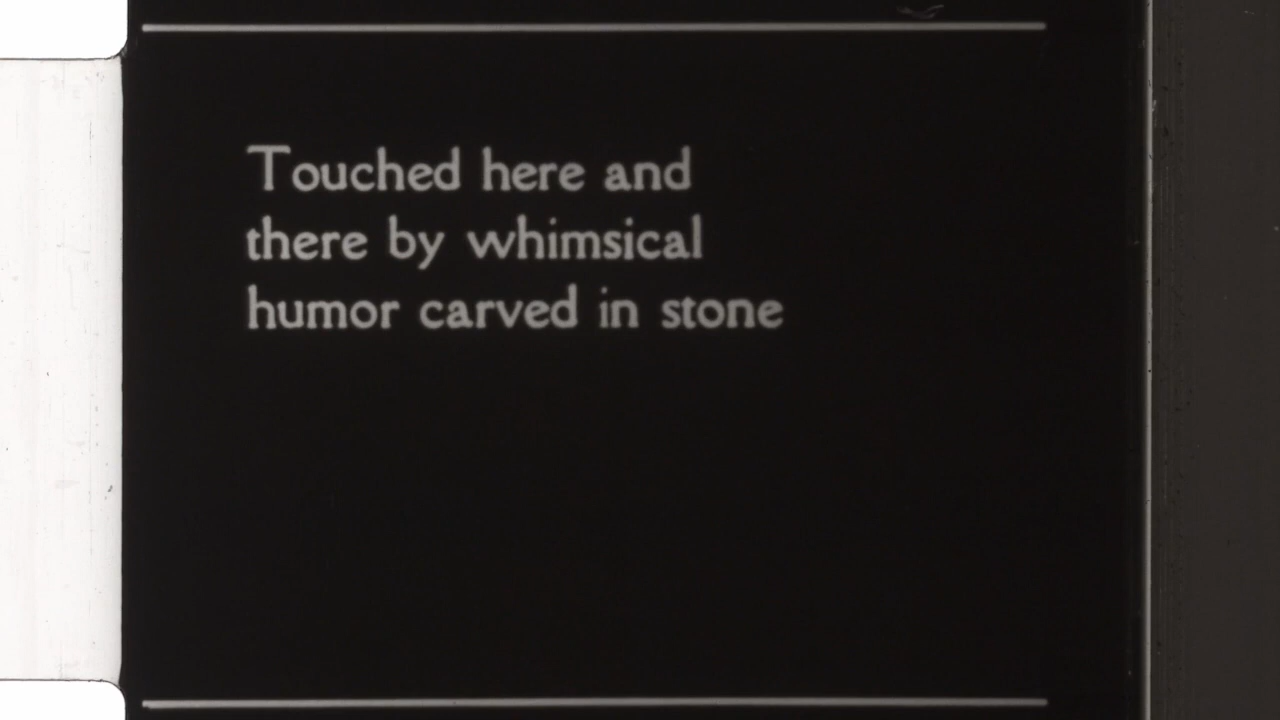 Touched here and
there by whimsical
humor carved in stone